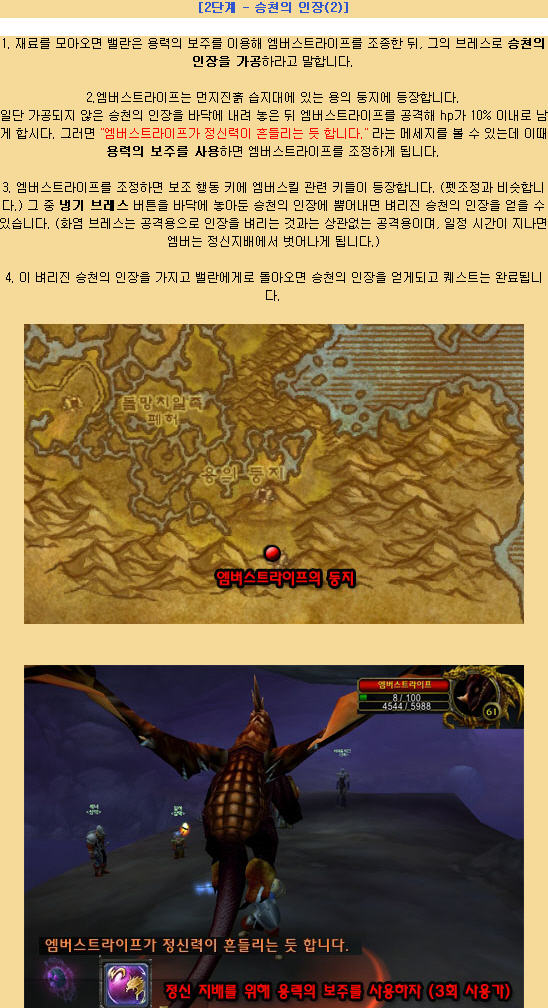 [2단계 - 승천의 인장(2)]
1. 재료를 모아오면 밸란은 용력의 보주를 이용해 엠버스트라이프를 조종한 뒤, 그의 브레스로 승천의
인장을 가공하라고 말합니다.
2.엠버스트라이프는 먼지진흙 습지대에 있는 용의 둥지에 등장합니다.
일단 가공되지 않은 승천의 인장을 바닥에 내려 놓은 뒤 엠버스트라이프를 공격해 hp가 10% 이내로 남
게 합시다. 그러면 "엠버스트라이프가 정신력이 흔들리는 듯 합니다." 라는 메세지를 볼 수 있는데 이때
용력의 보주를 사용하면 엠버스트라이프를 조정하게 됩니다.
3. 엠버스트라이프를 조정하면 보조 행동 키에 엠버스킬 관련 키들이 등장합니다. (펫조정과 비슷합니
다.) 그 중 냉기 브레스 버튼을 바닥에 놓아둔 승천의 인장에 뿜어내면 벼리진 승천의 인장을 얻을 수
있습니다. (화염 브레스는 공격용으로 인장을 벼리는 것과는 상관없는 공격용이며, 일정 시간이 지나면
엠버는 정신지배에서 벗어나게 됩니다.)
4. 이 벼리진 승천의 인장을 가지고 밸란에게로 돌아오면 승천의 인장을 얻게되고 퀘스트는 완료됩니
다.
돌망치일족
폐허
용의 둥지
엠버스트라이프의 둥지
엠버스트라이프
8 / 100
4544 / 5988
61
엠버스트라이프가 정신력이 흔들리는 듯 합니다.
정신 지배를 위해 용력의 보주를 사용하자 (3회 사용가)